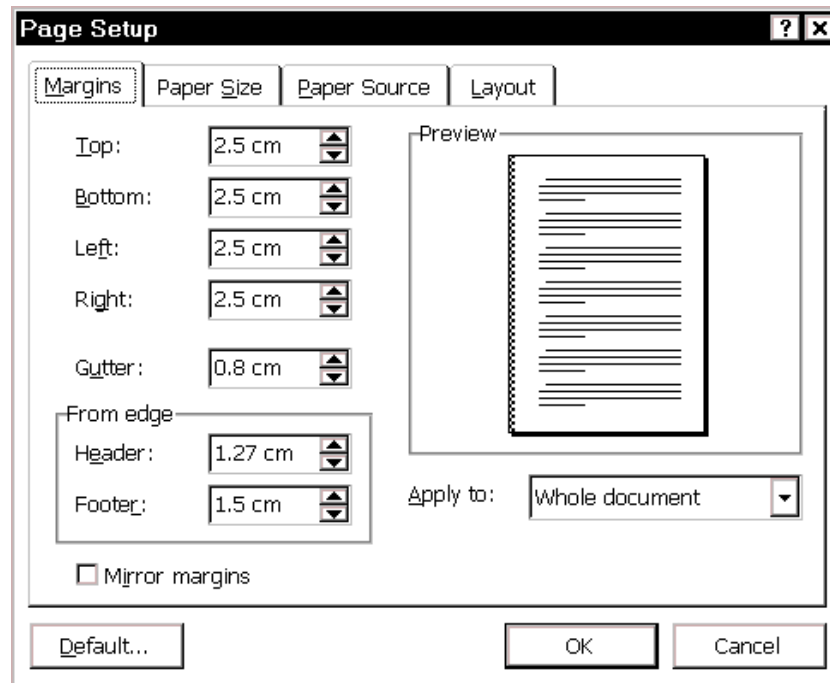 Page Setup
Margins Paper Size Paper Source Layout
Top: 2.5 cm
Bottom: 2.5 cm
Left: 2.5 cm
Right: 2.5 cm
Gutter: 0.8 cm
From edge
Header: 1.27 cm
Footer: 1.5 cm
Mirror margins
Preview
Apply to: Whole document
Default... OK Cancel